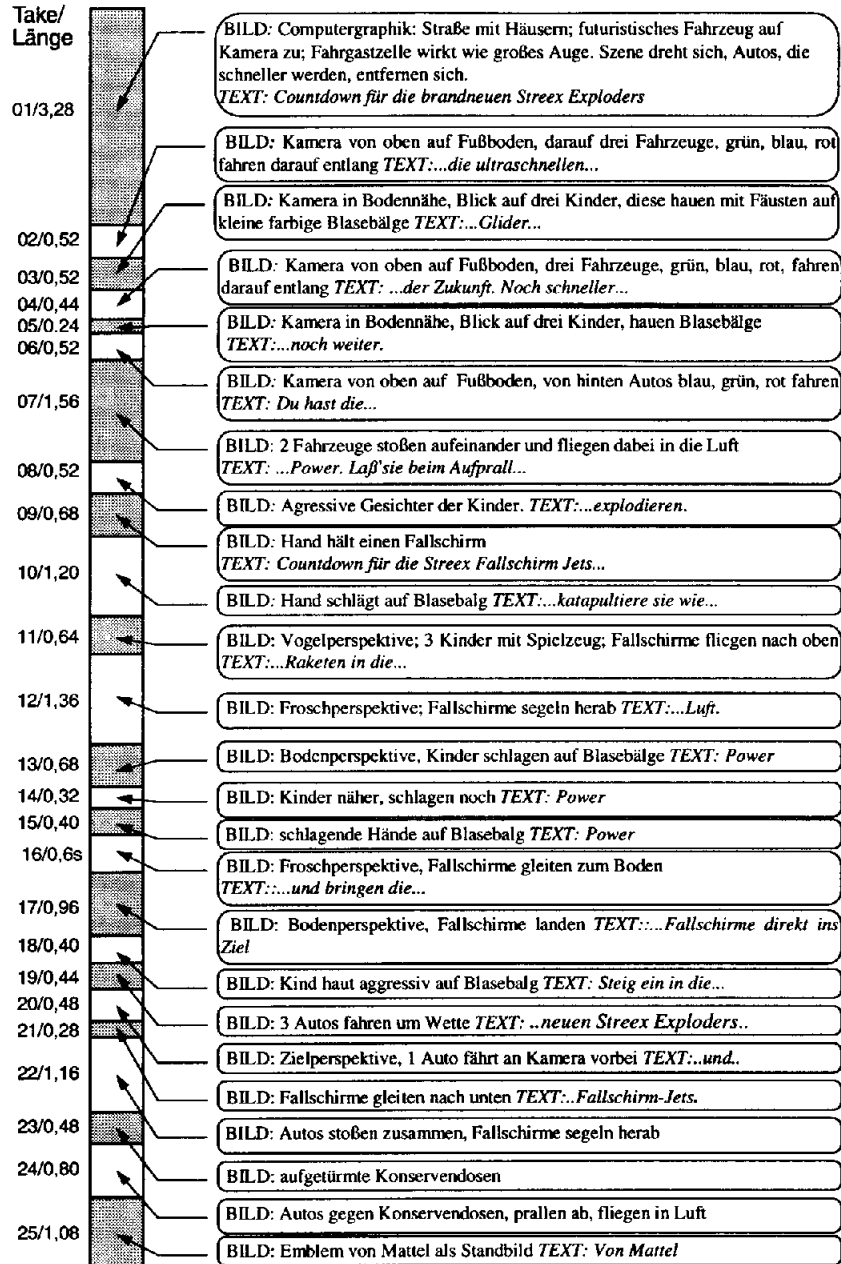 Take/
Länge
01/3,28
02/0,52
03/0,52
04/0,44
05/0.24
06/0,52
07/1,56
08/0,52
09/0,68
10/1,20
11/0,64
12/1,36
13/0,68
14/0,32
15/0,40
16/0,6s
17/0,96
18/0,40
19/0,44
20/0,48
21/0,28
22/1,16
23/0,48
24/0,80
25/1,08
BILD: Computergraphik: Straße mit Häusern; futuristisches Fahrzeug auf
Kamera zu; Fahrgastzelle wirkt wie großes Auge. Szene dreht sich, Autos, die
schneller werden, entfernen sich.
TEXT: Countdown für die brandneuen Streex Exploders
BILD: Kamera von oben auf Fußboden, darauf drei Fahrzeuge, grün, blau, rot
fahren darauf entlang TEXT:...die ultraschnellen...
BILD: Kamera in Bodennähe, Blick auf drei Kinder, diese hauen mit Fäusten auf
kleine farbige Blasebälge TEXT:...Glider...
BILD: Kamera von oben auf Fußboden, drei Fahrzeuge, grün, blau, rot, fahren
darauf entlang TEXT: ...der Zukunft. Noch schneller...
BILD: Kamera in Bodennähe, Blick auf drei Kinder, hauen Blasebälge
TEXT:...noch weiter.
BILD: Kamera von oben auf Fußboden, von hinten Autos blau, grün, rot fahren
TEXT: Du hast die...
BILD: 2 Fahrzeuge stoßen aufeinander und fliegen dabei in die Luft
TEXT: ...Power. Laß'sie beim Aufprall...
BILD: Agressive Gesichter der Kinder. TEXT:...explodieren.
BILD: Hand hält einen Fallschirm
TEXT: Countdown für die Streex Fallschirm Jets...
BILD: Hand schlägt auf Blasebalg TEXT:...katapultiere sie wie...
BILD: Vogelperspektive; 3 Kinder mit Spielzeug; Fallschirme fliegen nach oben
TEXT:...Raketen in die...
BILD: Froschperspektive; Fallschirme segeln herab TEXT:...Luft.
BILD: Bodenperspektive, Kinder schlagen auf Blasebälge TEXT: Power
BILD: Kinder näher, schlagen noch TEXT: Power
BILD: schlagende Hände auf Blasebalg TEXT: Power
BILD: Froschperspektive, Fallschirme gleiten zum Boden
TEXT::...und bringen die...
BILD: Bodenperspektive, Fallschirme landen TEXT::...Fallschirme direkt ins
Ziel
BILD: Kind haut aggressiv auf Blasebalg TEXT: Steig ein in die...
BILD: 3 Autos fahren um Wette TEXT: ..neuen Streex Exploders..
BILD: Zielperspektive, 1 Auto fährt an Kamera vorbei TEXT:..und..
BILD: Fallschirme gleiten nach unten TEXT:..Fallschirm-Jets.
BILD: Autos stoßen zusammen, Fallschirme segeln herab
BILD: aufgetürmte Konservendosen
BILD: Autos gegen Konservendosen, prallen ab, fliegen in Luft
BILD: Emblem von Mattel als Standbild TEXT: Von Mattel